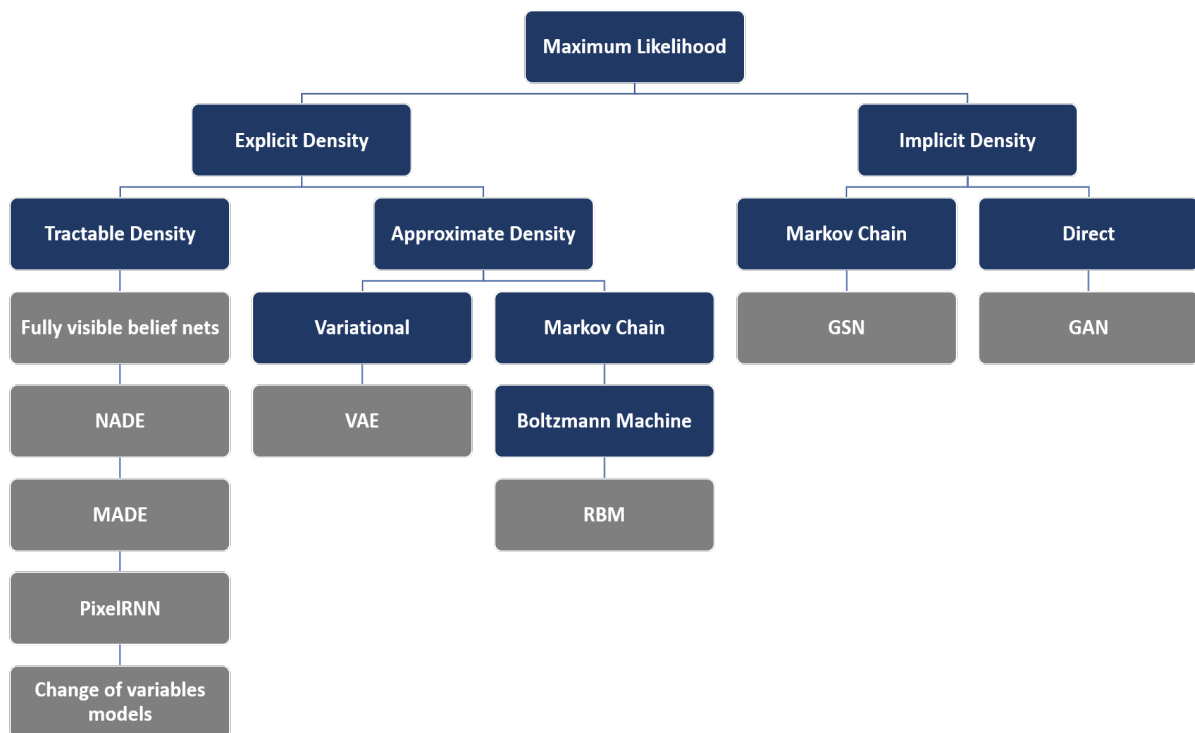 Maximum Likelihood
Explicit Density
Implicit Density
Tractable Density
Approximate Density
Markov Chain
Direct
Fully visible belief nets
Variational
Markov Chain
GSN
GAN
NADE
VAE
Boltzmann Machine
MADE
RBM
PixelRNN
Change of variables
models